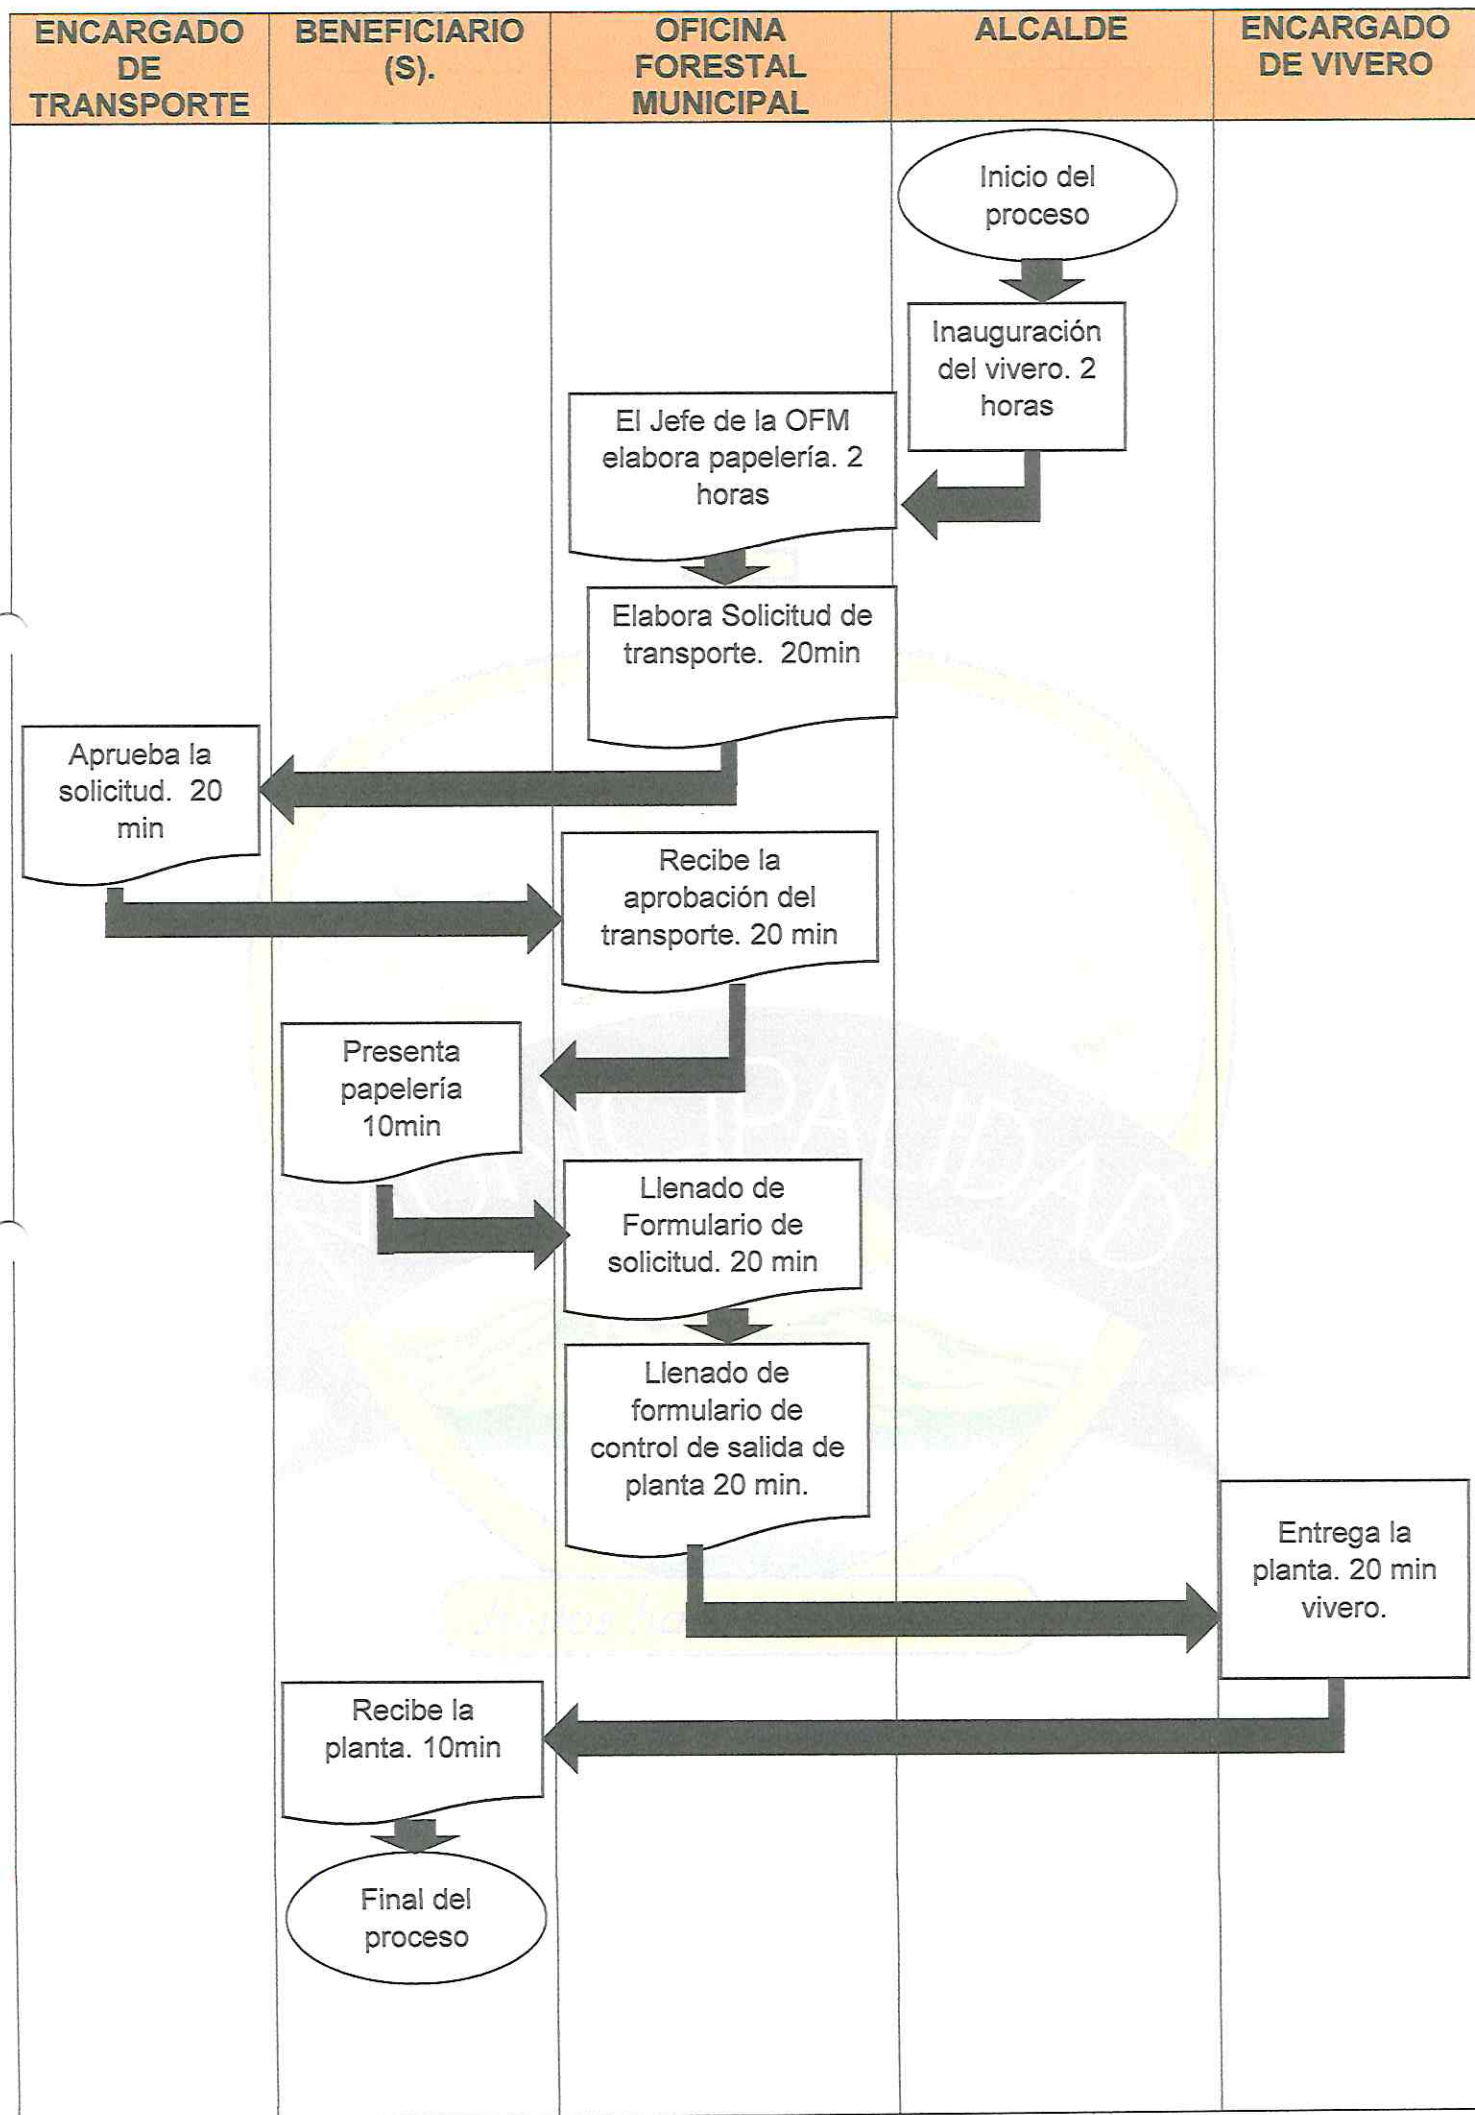 ENCARGADO
DE
TRANSPORTE
BENEFICIARIO
(S).
OFICINA
FORESTAL
MUNICIPAL
ALCALDE
ENCARGADO
DE VIVERO
Inicio del
proceso
Inauguración
del vivero. 2
horas
El Jefe de la OFM
elabora papelería. 2
horas
Elabora Solicitud de
transporte. 20min
Aprueba la
solicitud. 20
min
Recibe la
aprobación del
transporte. 20 min
Presenta
papelería
10min
Llenado de
Formulario de
solicitud. 20 min
Llenado de
formulario de
control de salida de
planta 20 min.
Entrega la
planta. 20 min
vivero.
Recibe la
planta. 10min
Final del
proceso
MUNICIPALIDAD